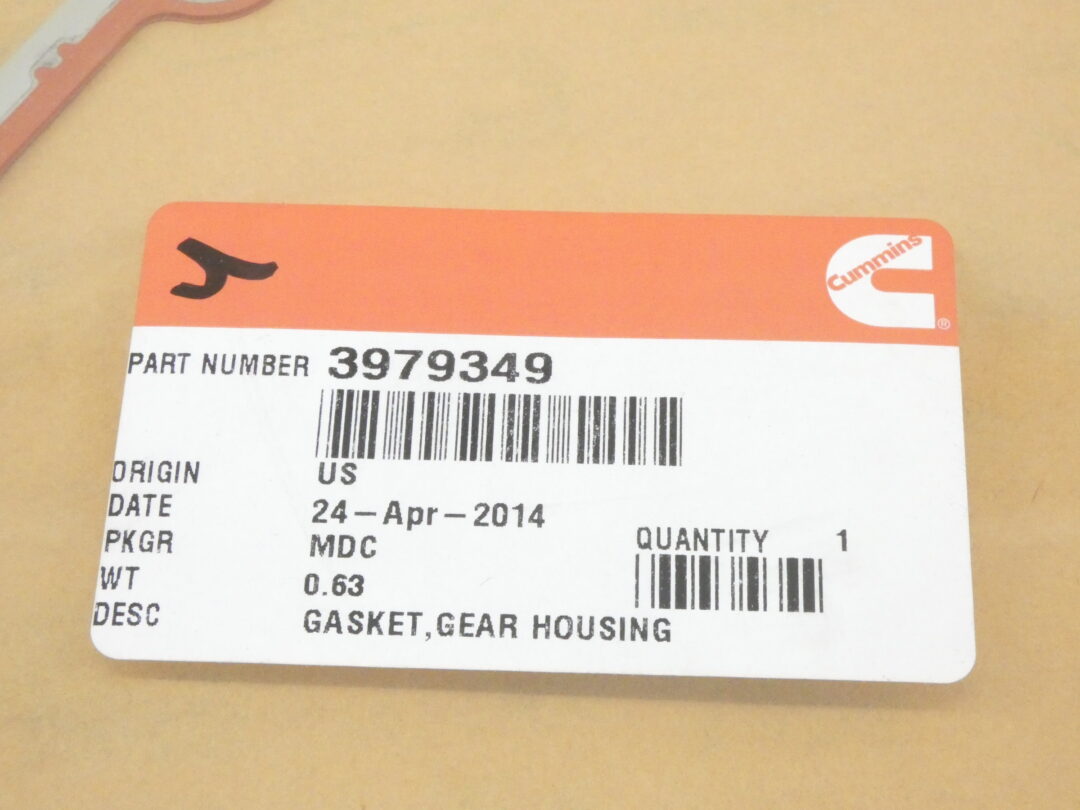 Cummins
®
PART NUMBER 3979349
ORIGIN US
DATE 24-Apr-2014
PKGR MDC
QUANTITY 1
WT 0.63
DESC GASKET,GEAR HOUSING